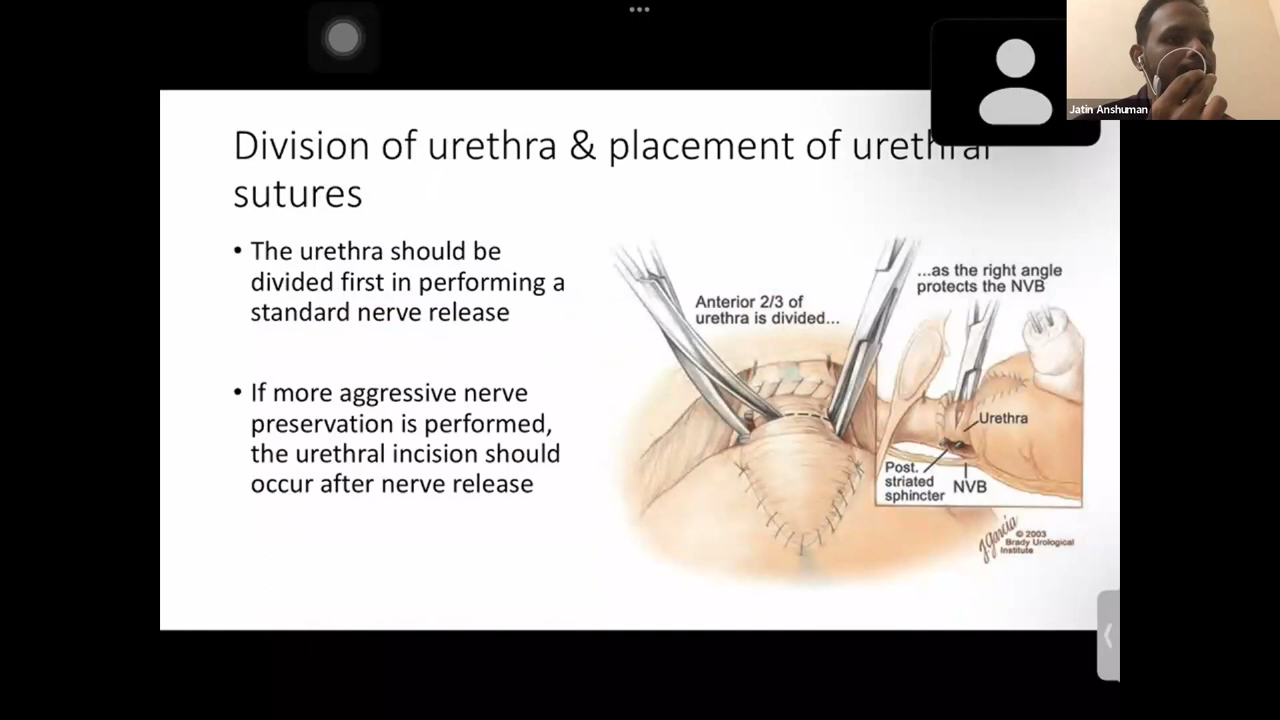 Jatin Anshuman
Division of urethra & placement of urethral
sutures
• The urethra should be
divided first in performing a
standard nerve release
• If more aggressive nerve
preservation is performed,
the urethral incision should
occur after nerve release
Anterior 2/3 of
urethra is divided...
...as the right angle
protects the NVB
Urethra
Post.
striated
sphincter
NVB
J. Garcia
© 2003
Brady Urological
Institute